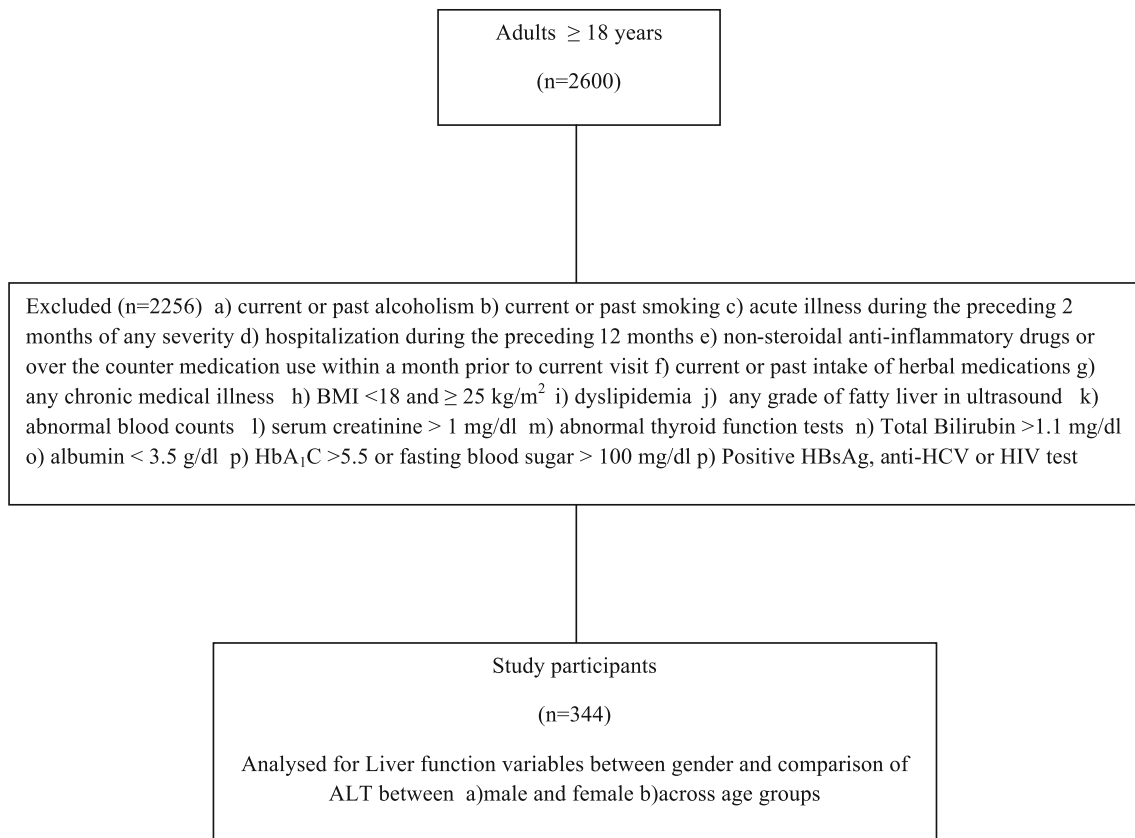 Adults ≥ 18 years
(n=2600)
Excluded (n=2256) a) current or past alcoholism b) current or past smoking c) acute illness during the preceding 2
months of any severity d) hospitalization during the preceding 12 months e) non-steroidal anti-inflammatory drugs or
over the counter medication use within a month prior to current visit f) current or past intake of herbal medications g)
any chronic medical illness h) BMI <18 and ≥ 25 kg/m² i) dyslipidemia j) any grade of fatty liver in ultrasound k)
abnormal blood counts l) serum creatinine > 1 mg/dl m) abnormal thyroid function tests n) Total Bilirubin >1.1 mg/dl
o) albumin < 3.5 g/dl p) HbA₁C >5.5 or fasting blood sugar > 100 mg/dl p) Positive HBsAg, anti-HCV or HIV test
Study participants
(n=344)
Analysed for Liver function variables between gender and comparison of
ALT between a)male and female b)across age groups